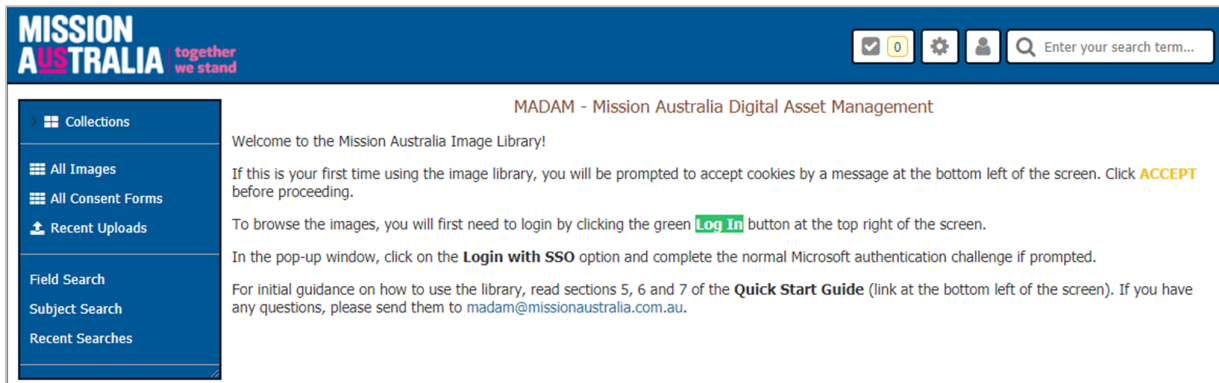 MISSION
AUSTRALIA
together
we stand
0
Enter your search term...
Collections
All Images
All Consent Forms
Recent Uploads
Field Search
Subject Search
Recent Searches
MADAM - Mission Australia Digital Asset Management
Welcome to the Mission Australia Image Library!
If this is your first time using the image library, you will be prompted to accept cookies by a message at the bottom left of the screen. Click ACCEPT
before proceeding.
To browse the images, you will first need to login by clicking the green Log In button at the top right of the screen.
In the pop-up window, click on the Login with SSO option and complete the normal Microsoft authentication challenge if prompted.
For initial guidance on how to use the library, read sections 5, 6 and 7 of the Quick Start Guide (link at the bottom left of the screen). If you have
any questions, please send them to madam@missionaustralia.com.au.